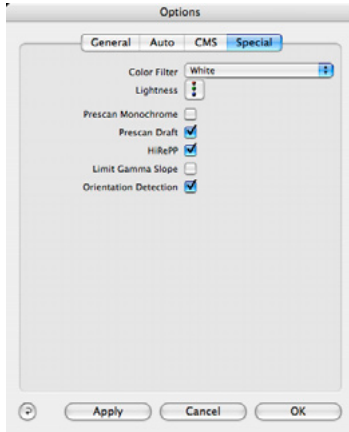 Options
General Auto CMS Special
Color Filter White
Lightness
Prescan Monochrome
Prescan Draft
HiRePP
Limit Gamma Slope
Orientation Detection
Apply Cancel OK